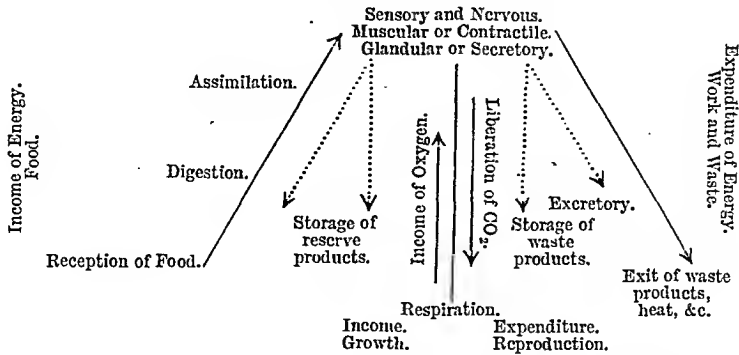 Sensory and Nervous.
Muscular or Contractile.
Glandular or Secretory.
Assimilation.
Digestion.
Reception of Food.
Income of Energy.
Food.
Storage of
reserve
products.
Income of Oxygen.
Liberation of CO₂.
Storage of
waste
products.
Excretory.
Exit of waste
products,
heat, &c.
Expenditure of Energy.
Work and Waste.
Respiration.
Income. Expenditure.
Growth. Reproduction.